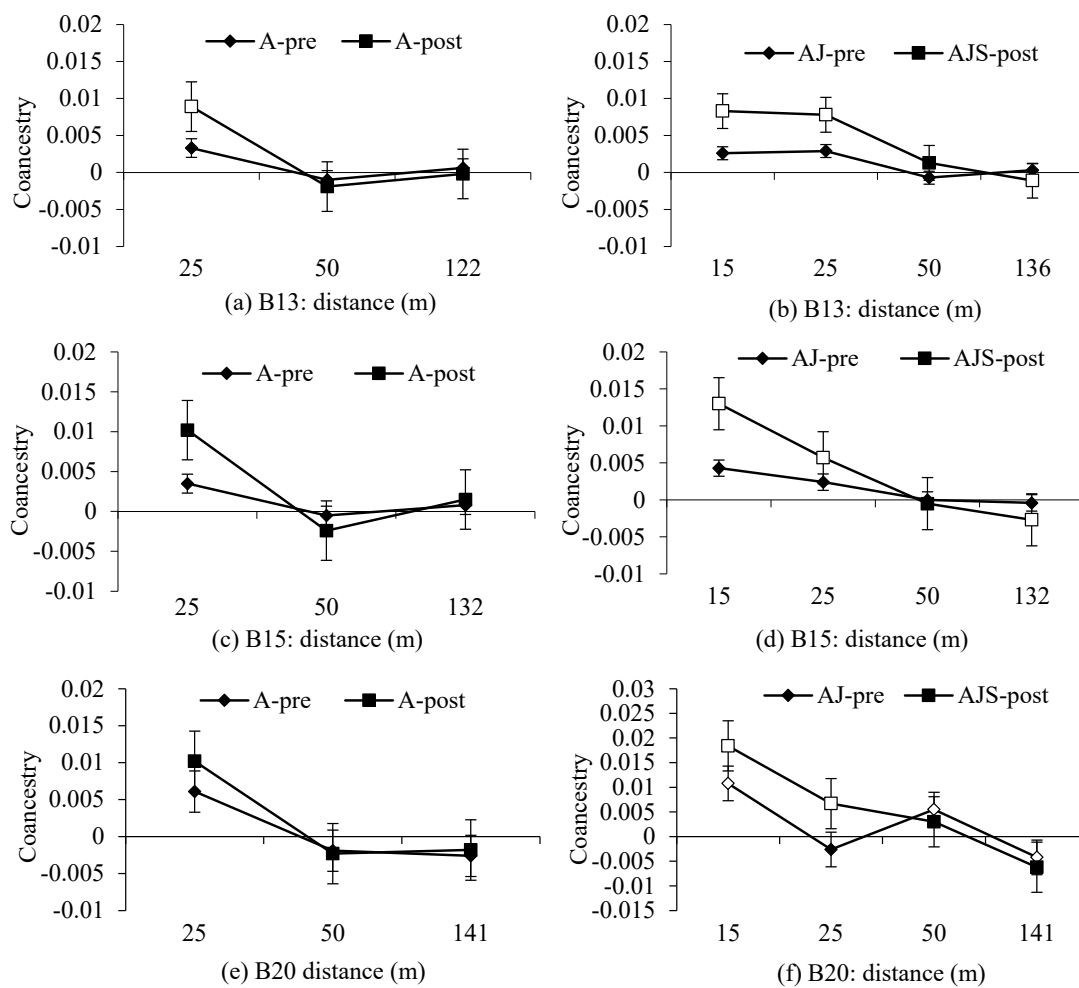 A-pre A-post
Coancestry
0.02
0.015
0.01
0.005
0
-0.005
-0.01
25 50 122
(a) B13: distance (m)
AJ-pre AJS-post
Coancestry
0.02
0.015
0.01
0.005
0
-0.005
-0.01
15 25 50 136
(b) B13: distance (m)
A-pre A-post
Coancestry
0.02
0.015
0.01
0.005
0
-0.005
-0.01
25 50 132
(c) B15: distance (m)
AJ-pre AJS-post
Coancestry
0.02
0.015
0.01
0.005
0
-0.005
-0.01
15 25 50 132
(d) B15: distance (m)
A-pre A-post
Coancestry
0.02
0.015
0.01
0.005
0
-0.005
-0.01
25 50 141
(e) B20 distance (m)
AJ-pre AJS-post
Coancestry
0.03
0.025
0.02
0.015
0.01
0.005
0
-0.005
-0.01
-0.015
15 25 50 141
(f) B20: distance (m)